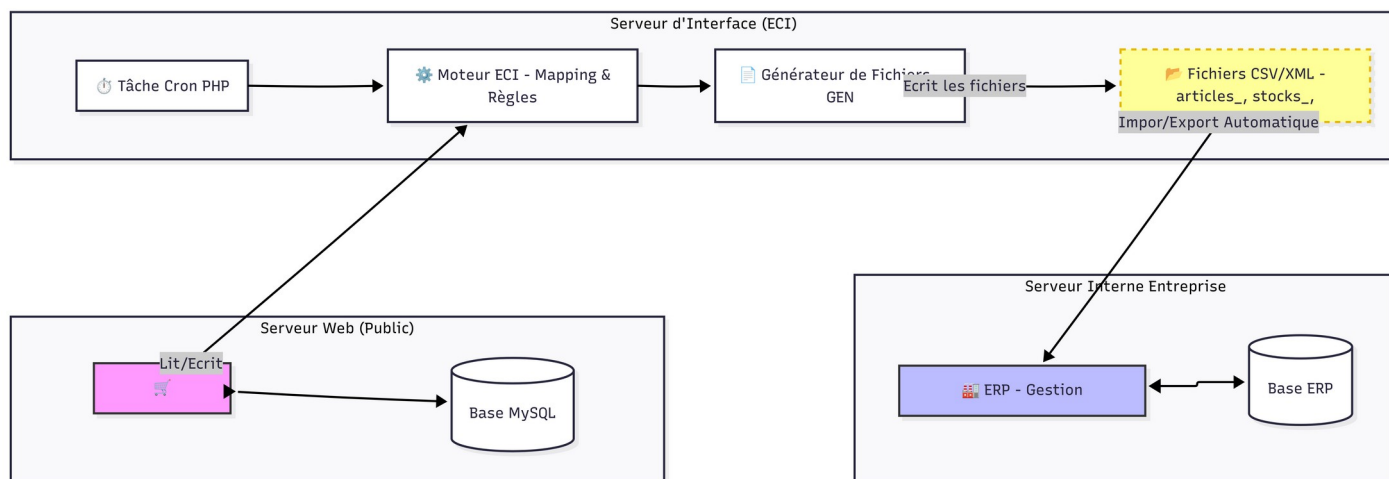 Serveur d'Interface (ECI)
⏱️ Tâche Cron PHP
⚙️ Moteur ECI - Mapping &
Règles
📄 Générateur de Fichiers
GEN
Ecrit les fichiers
📂 Fichiers CSV/XML -
articles_, stocks_,
Impor/Export Automatique
Serveur Web (Public)
Lit/Ecrit
🛒
Base MySQL
Serveur Interne Entreprise
🏭 ERP - Gestion
Base ERP